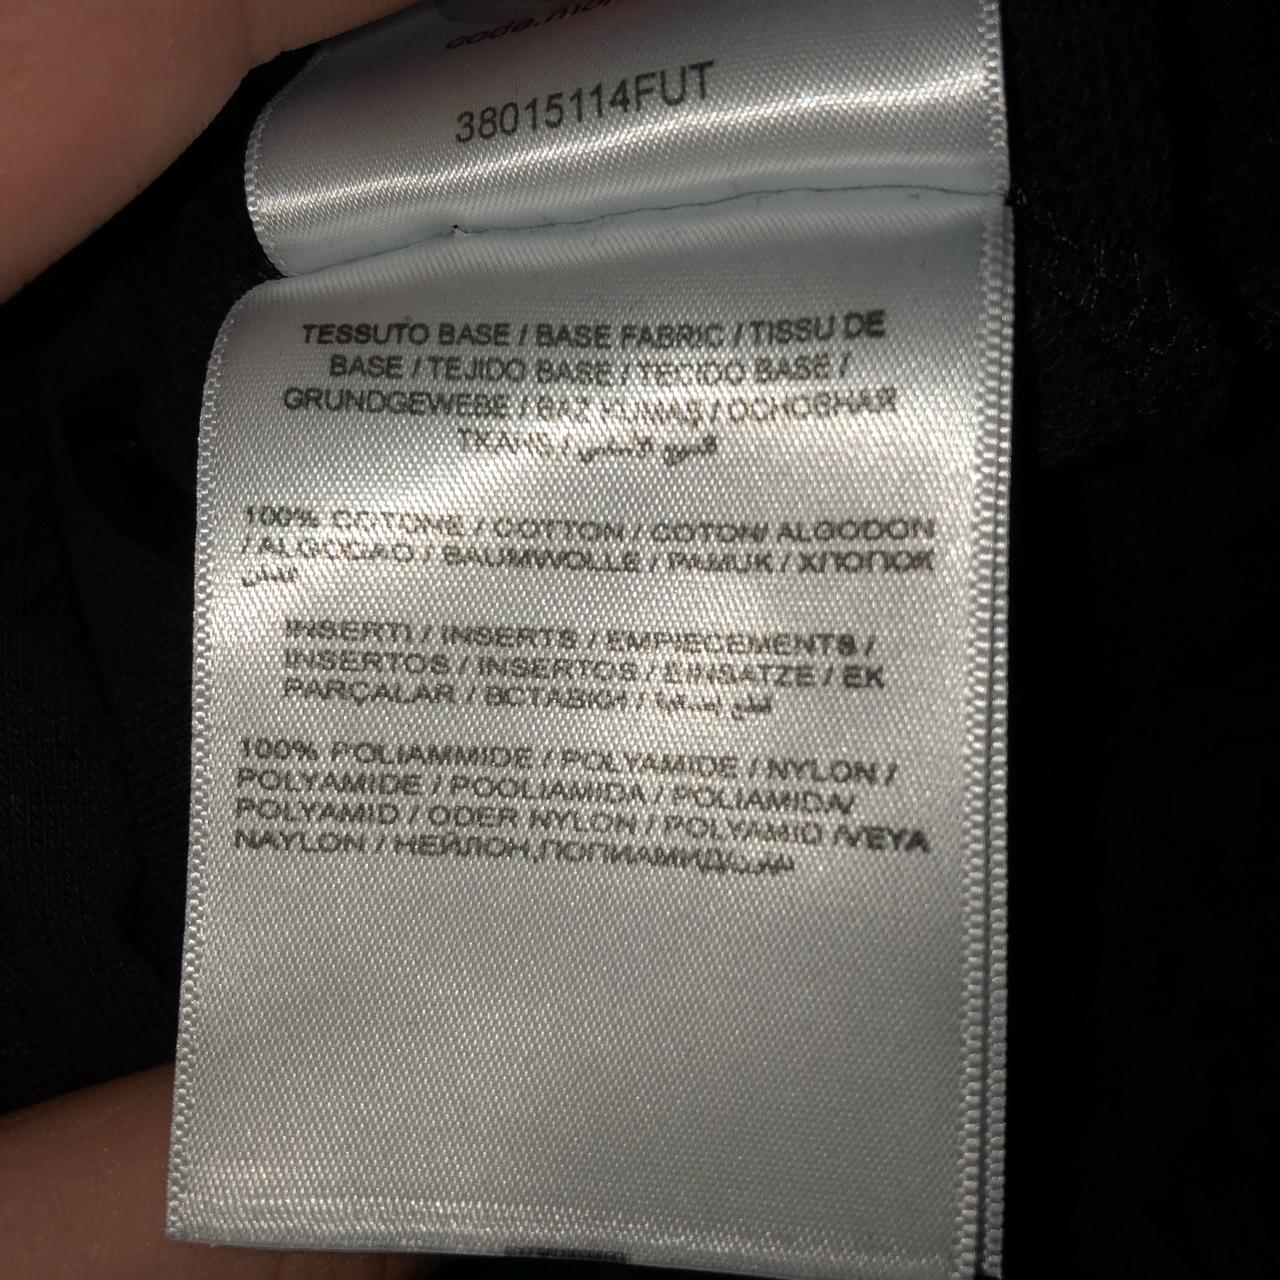 38015114FUT
TESSUTO BASE / BASE FABRIC / TISSU DE
BASE / TEJIDO BASE / TECIDO BASE /
GRUNDGEWEBE / BAZ KUMAŞ / ОСНОВНАЯ
ТКАНЬ /
100% COTONE / COTTON / COTON/ ALGODON
/ ALGODAO / BAUMWOLLE / PAMUK / ХЛОПОК
قطن
INSERTI / INSERTS / EMPIECEMENTS /
INSERTOS / INSERTOS / EINSATZE / EK
PARÇALAR / ВСТАВКИ /
100% POLIAMMIDE / POLYAMIDE / NYLON /
POLYAMIDE / POOLIAMIDA / POLIAMIDA/
POLYAMID / ODER NYLON / POLYAMID /VEYA
NAYLON / НЕЙЛОН,ПОЛИАМИД/